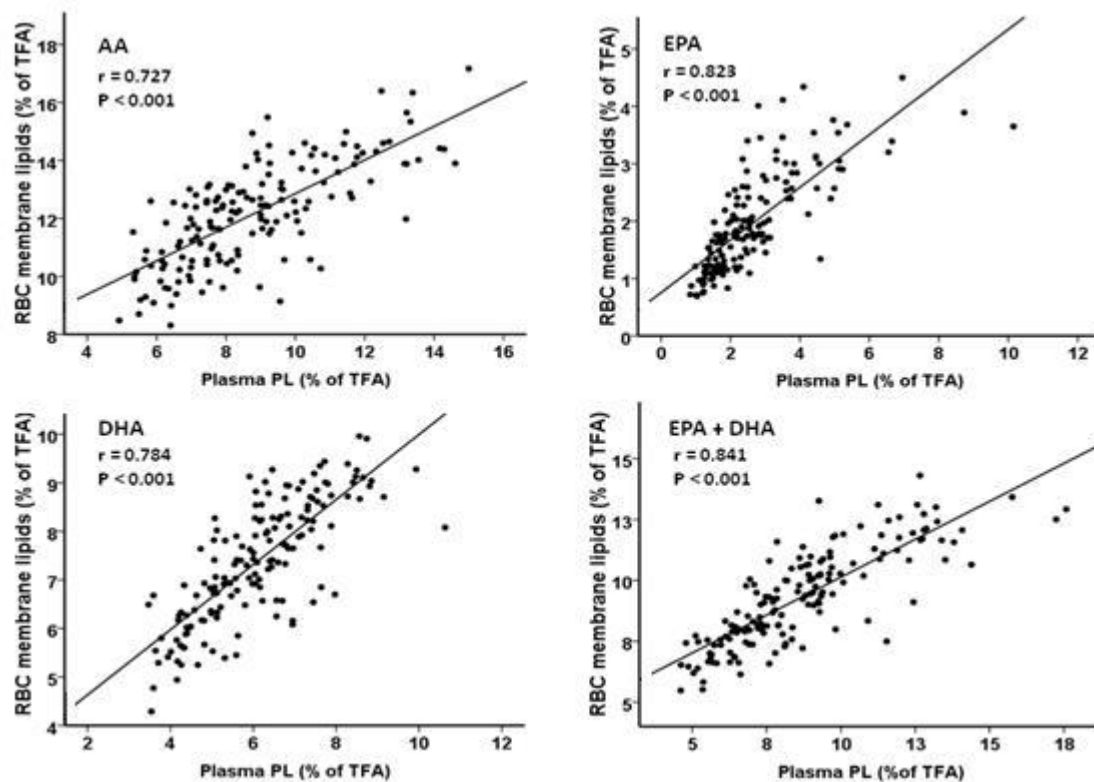 AA
r = 0.727
P < 0.001
RBC membrane lipids (% of TFA)
18
16
14
12
10
8
4 6 8 10 12 14 16
Plasma PL (% of TFA)
EPA
r = 0.823
P < 0.001
RBC membrane lipids (% of TFA)
5
4
3
2
1
0
0 2 4 6 8 10 12
Plasma PL (% of TFA)
DHA
r = 0.784
P < 0.001
RBC membrane lipids (% of TFA)
10
9
8
7
6
5
4
2 4 6 8 10 12
Plasma PL (% of TFA)
EPA + DHA
r = 0.841
P < 0.001
RBC membrane lipids (% of TFA)
15
13
10
8
5
5 8 10 13 15 18
Plasma PL (%of TFA)